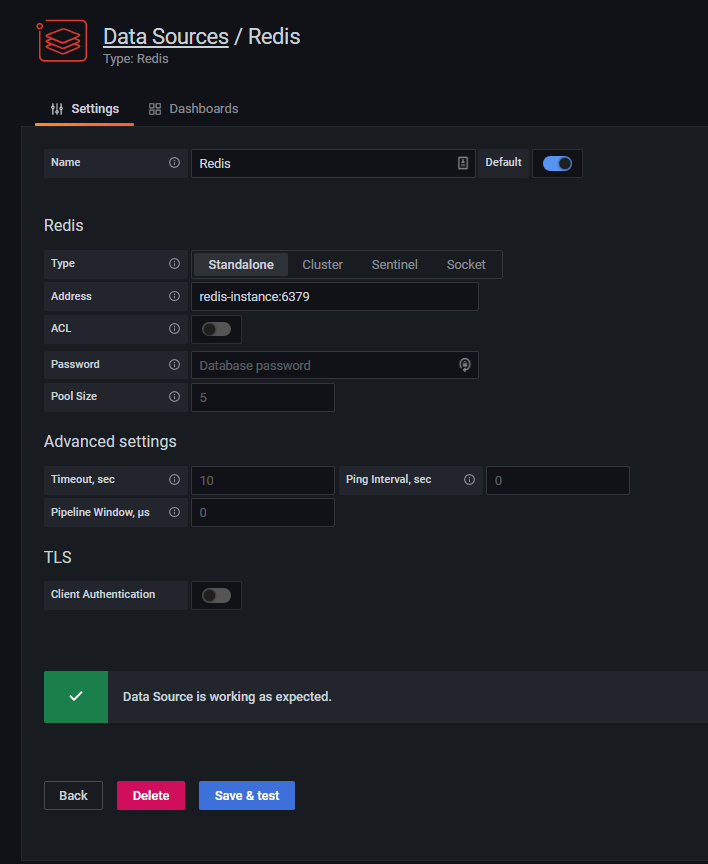 Data Sources / Redis
Type: Redis
Settings Dashboards
Name Redis Default
Redis
Type Standalone Cluster Sentinel Socket
Address redis-instance:6379
ACL
Password Database password
Pool Size 5
Advanced settings
Timeout, sec 10 Ping Interval, sec 0
Pipeline Window, μs 0
TLS
Client Authentication
Data Source is working as expected.
Back Delete Save & test